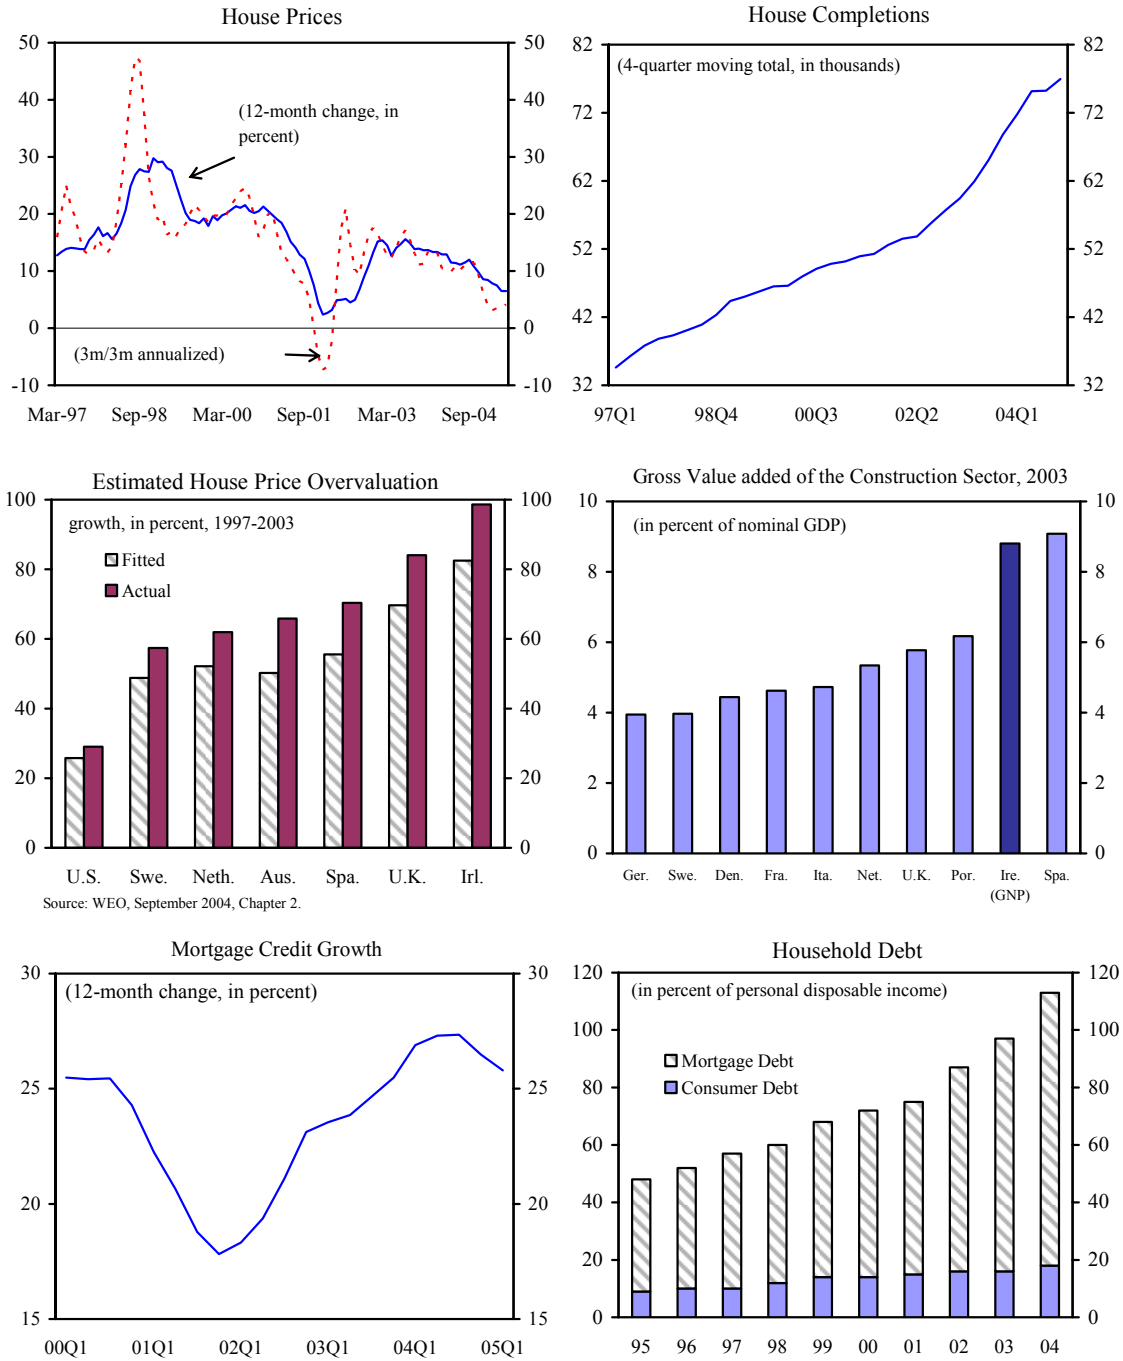 House Prices
50
40
30
20
10
0
-10
50
40
30
20
10
0
-10
(12-month change, in
percent)
(3m/3m annualized)
Mar-97 Sep-98 Mar-00 Sep-01 Mar-03 Sep-04
House Completions
82
72
62
52
42
32
82
72
62
52
42
32
(4-quarter moving total, in thousands)
97Q1 98Q4 00Q3 02Q2 04Q1
Estimated House Price Overvaluation
100
80
60
40
20
0
100
80
60
40
20
0
growth, in percent, 1997-2003
Fitted
Actual
U.S. Swe. Neth. Aus. Spa. U.K. Irl.
Source: WEO, September 2004, Chapter 2.
Gross Value added of the Construction Sector, 2003
10
8
6
4
2
0
10
8
6
4
2
0
(in percent of nominal GDP)
Ger. Swe. Den. Fra. Ita. Net. U.K. Por. Ire. Spa.
(GNP)
Mortgage Credit Growth
30
25
20
15
30
25
20
15
(12-month change, in percent)
00Q1 01Q1 02Q1 03Q1 04Q1 05Q1
Household Debt
120
100
80
60
40
20
0
120
100
80
60
40
20
0
(in percent of personal disposable income)
Mortgage Debt
Consumer Debt
95 96 97 98 99 00 01 02 03 04